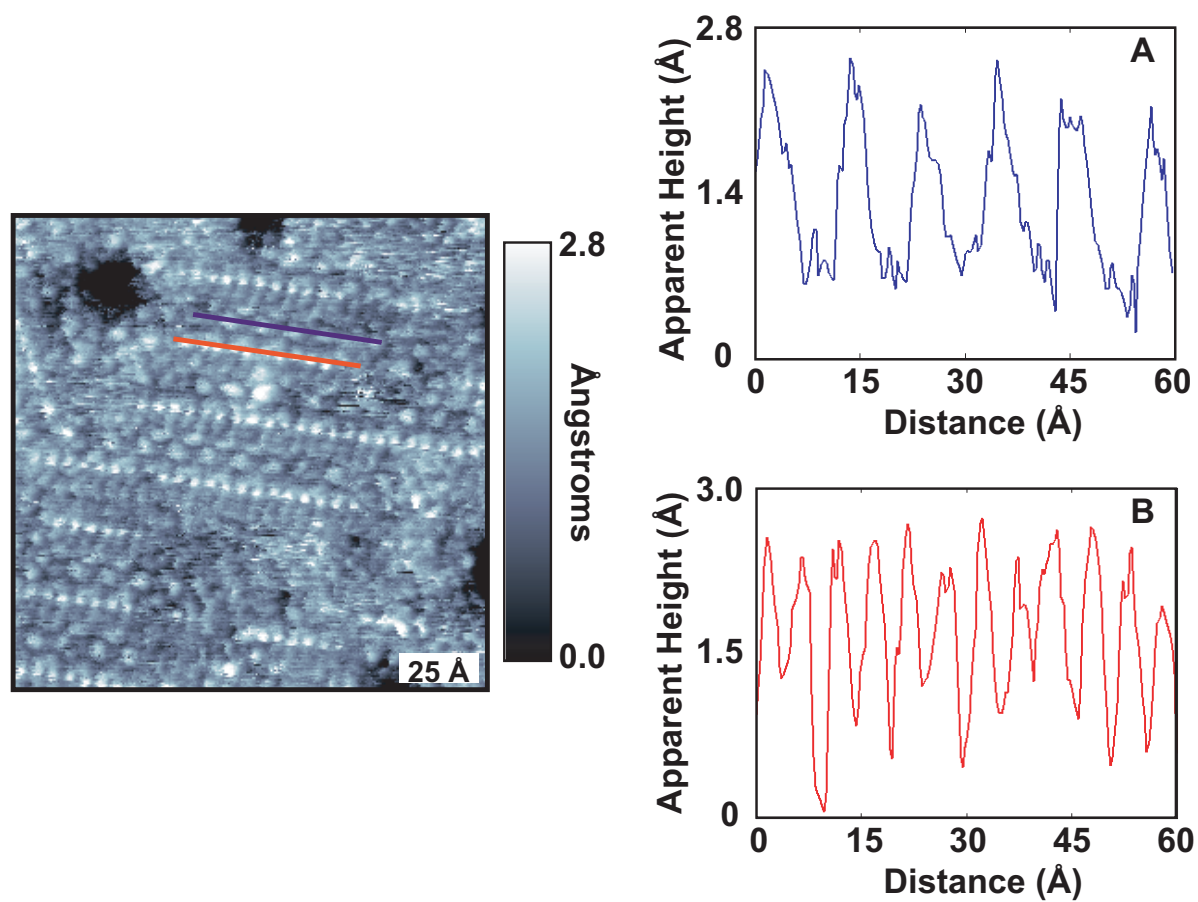 2.8
Ångstroms
0.0
25 Å
A
Apparent Height (Å)
2.8
1.4
0
0 15 30 45 60
Distance (Å)
B
Apparent Height (Å)
3.0
1.5
0
0 15 30 45 60
Distance (Å)